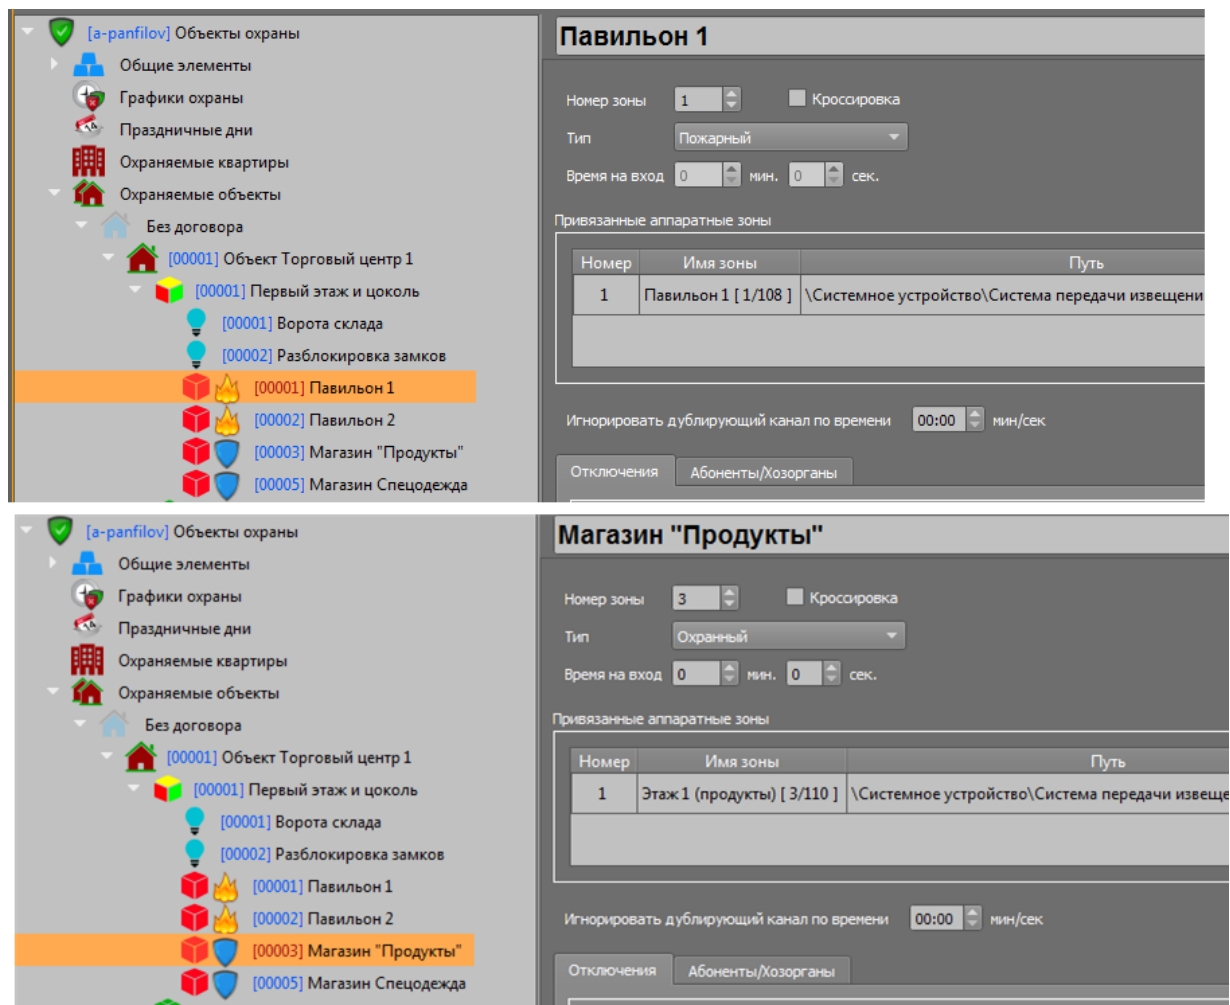 [a-panfilov] Объекты охраны
Общие элементы
Графики охраны
Праздничные дни
Охраняемые квартиры
Охраняемые объекты
Без договора
[00001] Объект Торговый центр 1
[00001] Первый этаж и цоколь
[00001] Ворота склада
[00002] Разблокировка замков
[00001] Павильон 1
[00002] Павильон 2
[00003] Магазин "Продукты"
[00005] Магазин Спецодежда
Павильон 1
Номер зоны 1 Кроссировка
Тип Пожарный
Время на вход 0 мин. 0 сек.
Привязанные аппаратные зоны
Номер Имя зоны Путь
1 Павильон 1 [ 1/108 ] \Системное устройство\Система передачи извещени
Игнорировать дублирующий канал по времени 00:00 мин/сек
Отключения Абоненты/Хозорганы
[a-panfilov] Объекты охраны
Общие элементы
Графики охраны
Праздничные дни
Охраняемые квартиры
Охраняемые объекты
Без договора
[00001] Объект Торговый центр 1
[00001] Первый этаж и цоколь
[00001] Ворота склада
[00002] Разблокировка замков
[00001] Павильон 1
[00002] Павильон 2
[00003] Магазин "Продукты"
[00005] Магазин Спецодежда
Магазин "Продукты"
Номер зоны 3 Кроссировка
Тип Охранный
Время на вход 0 мин. 0 сек.
Привязанные аппаратные зоны
Номер Имя зоны Путь
1 Этаж 1 (продукты) [ 3/110 ] \Системное устройство\Система передачи извеще
Игнорировать дублирующий канал по времени 00:00 мин/сек
Отключения Абоненты/Хозорганы